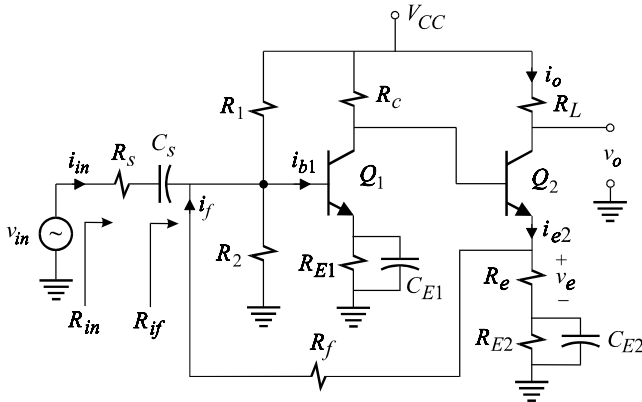 V_CC
i_o
R_1
R_c
R_L
C_s
i_in
R_s
i_b1
Q_1
Q_2
v_o
i_f
v_in
~
R_2
R_E1
C_E1
i_e2
+
R_e
v_e
−
R_in
R_if
R_f
R_E2
C_E2